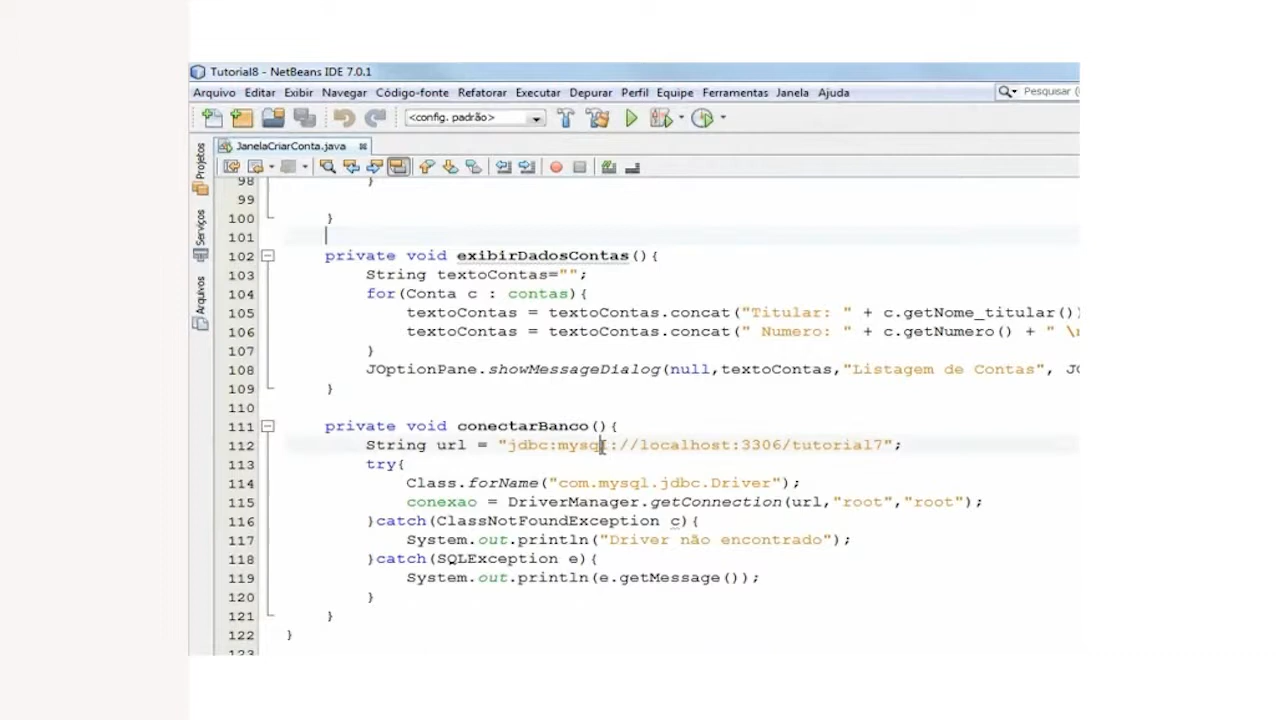 Tutorial8 - NetBeans IDE 7.0.1
Arquivo Editar Exibir Navegar Código-fonte Refatorar Executar Depurar Perfil Equipe Ferramentas Janela Ajuda
Pesquisar (
<config. padrão>
JanelaCriarConta.java
Projetos
Serviços
Arquivos
98 }
99
100 }
101
102 private void exibirDadosContas(){
103 String textoContas="";
104 for(Conta c : contas){
105 textoContas = textoContas.concat("Titular: " + c.getNome_titular())
106 textoContas = textoContas.concat(" Numero: " + c.getNumero() + " \
107 }
108 JOptionPane.showMessageDialog(null,textoContas,"Listagem de Contas", JO
109 }
110
111 private void conectarBanco(){
112 String url = "jdbc:mysql://localhost:3306/tutorial7";
113 try{
114 Class.forName("com.mysql.jdbc.Driver");
115 conexao = DriverManager.getConnection(url,"root","root");
116 }catch(ClassNotFoundException c){
117 System.out.println("Driver não encontrado");
118 }catch(SQLException e){
119 System.out.println(e.getMessage());
120 }
121 }
122 }
123